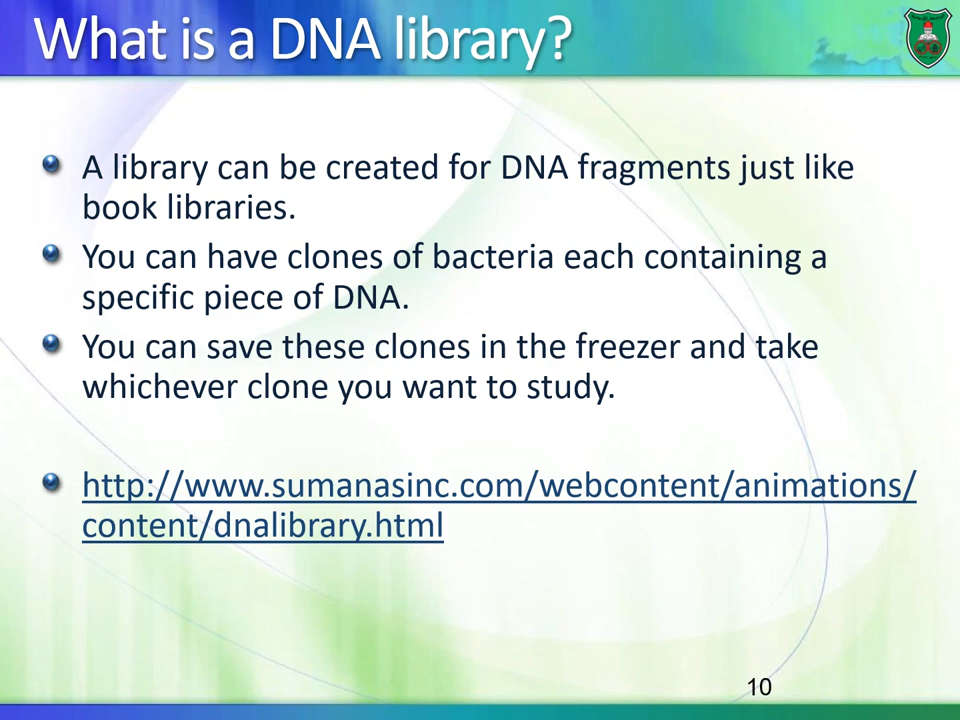 What is a DNA library?
A library can be created for DNA fragments just like
book libraries.
You can have clones of bacteria each containing a
specific piece of DNA.
You can save these clones in the freezer and take
whichever clone you want to study.
http://www.sumanasinc.com/webcontent/animations/
content/dnalibrary.html
10